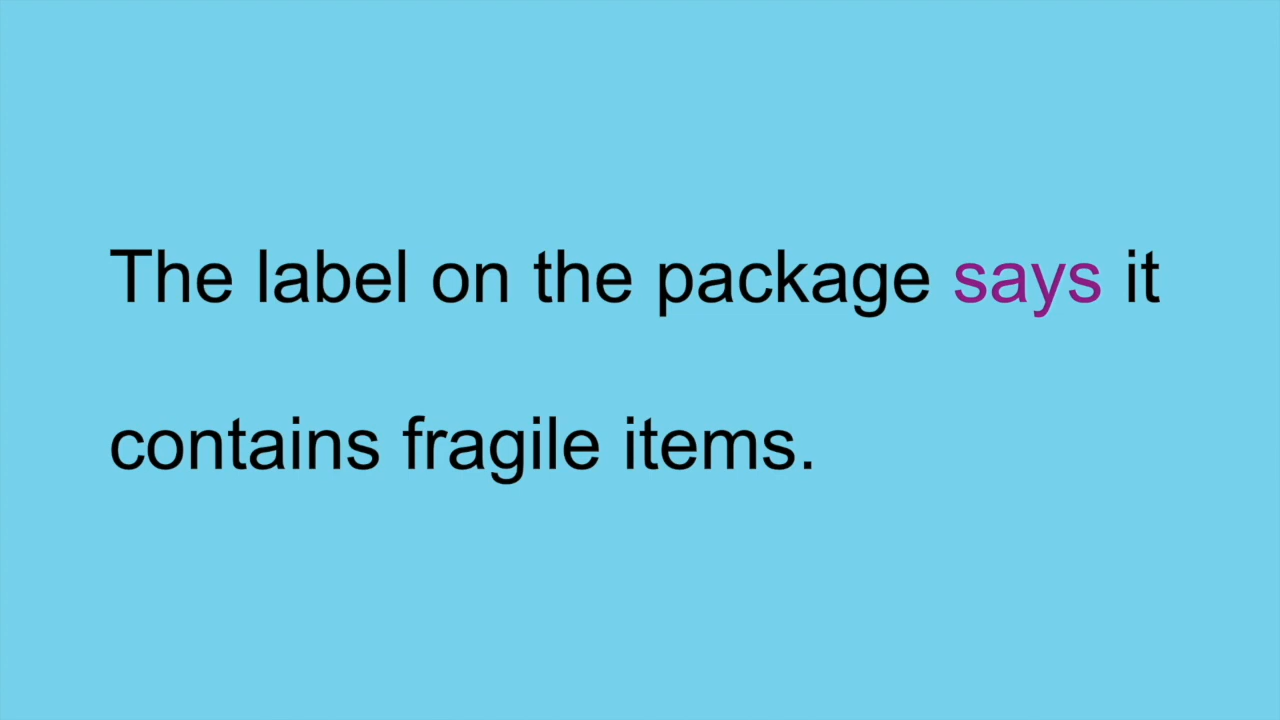 The label on the package says it
contains fragile items.